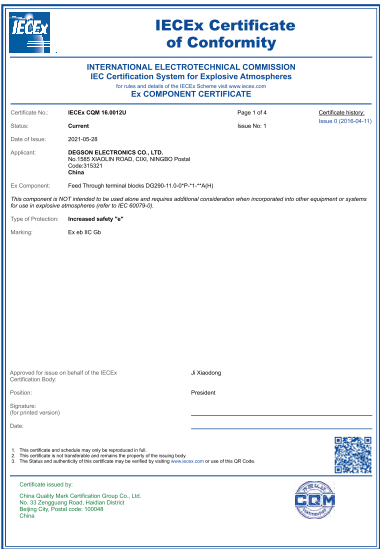 IECEx
IECEx Certificate
of Conformity
INTERNATIONAL ELECTROTECHNICAL COMMISSION
IEC Certification System for Explosive Atmospheres
for rules and details of the IECEx Scheme visit www.iecex.com
Ex COMPONENT CERTIFICATE
Certificate No.: IECEx CQM 16.0012U Page 1 of 4 Certificate history:
Status: Current Issue No: 1 Issue 0 (2016-04-11)
Date of Issue: 2021-05-28
Applicant: DEGSON ELECTRONICS CO., LTD.
No.1585 XIAOLIN ROAD, CIXI, NINGBO Postal
Code:315321
China
Ex Component: Feed Through terminal blocks DG290-11.0-0*P-*1-**A(H)
This component is NOT intended to be used alone and requires additional consideration when incorporated into other equipment or systems
for use in explosive atmospheres (refer to IEC 60079-0).
Type of Protection: Increased safety "e"
Marking: Ex eb IIC Gb
Approved for issue on behalf of the IECEx Ji Xiaodong
Certification Body:
Position: President
Signature:
(for printed version)
Date:
1. This certificate and schedule may only be reproduced in full.
2. This certificate is not transferable and remains the property of the issuing body.
3. The Status and authenticity of this certificate may be verified by visiting www.iecex.com or use of this QR Code.
Certificate issued by:
China Quality Mark Certification Group Co., Ltd.
No. 33 Zengguang Road, Haidian District
Beijing City, Postal code: 100048
China
CQM